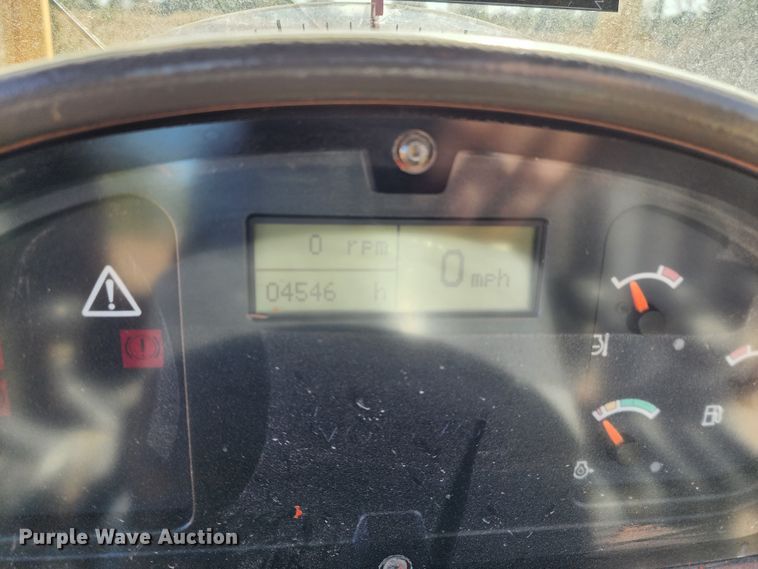 0 rpm
0 mph
04546 h
Purple Wave Auction